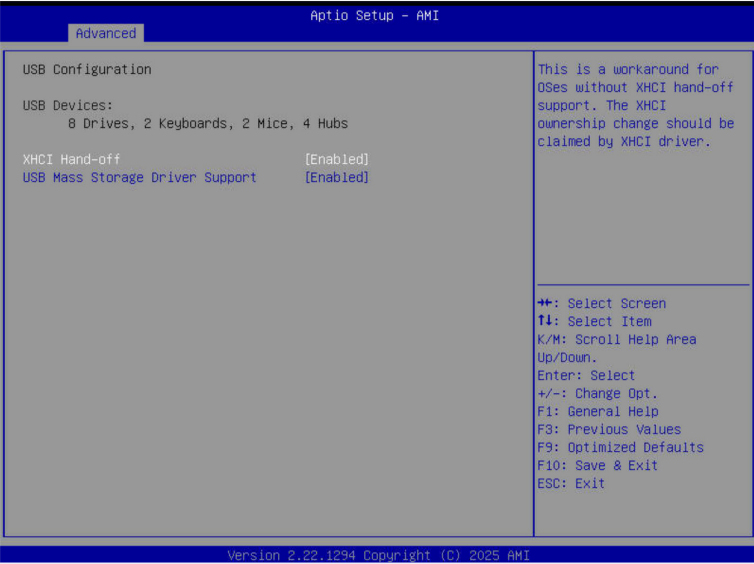 Aptio Setup – AMI
Advanced
USB Configuration
USB Devices:
8 Drives, 2 Keyboards, 2 Mice, 4 Hubs
XHCI Hand-off [Enabled]
USB Mass Storage Driver Support [Enabled]
This is a workaround for
OSes without XHCI hand-off
support. The XHCI
ownership change should be
claimed by XHCI driver.
→←: Select Screen
↑↓: Select Item
K/M: Scroll Help Area
Up/Down.
Enter: Select
+/-: Change Opt.
F1: General Help
F3: Previous Values
F9: Optimized Defaults
F10: Save & Exit
ESC: Exit
Version 2.22.1294 Copyright (C) 2025 AMI